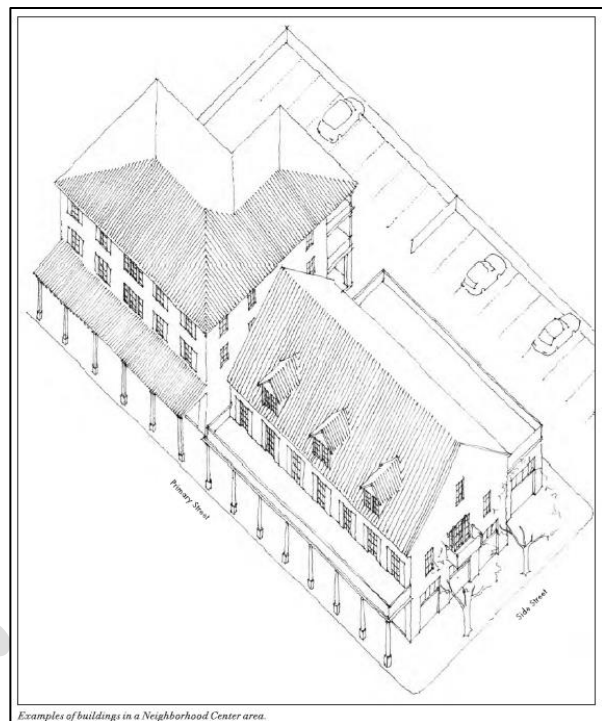 Primary Street
Side Street
Examples of buildings in a Neighborhood Center area.